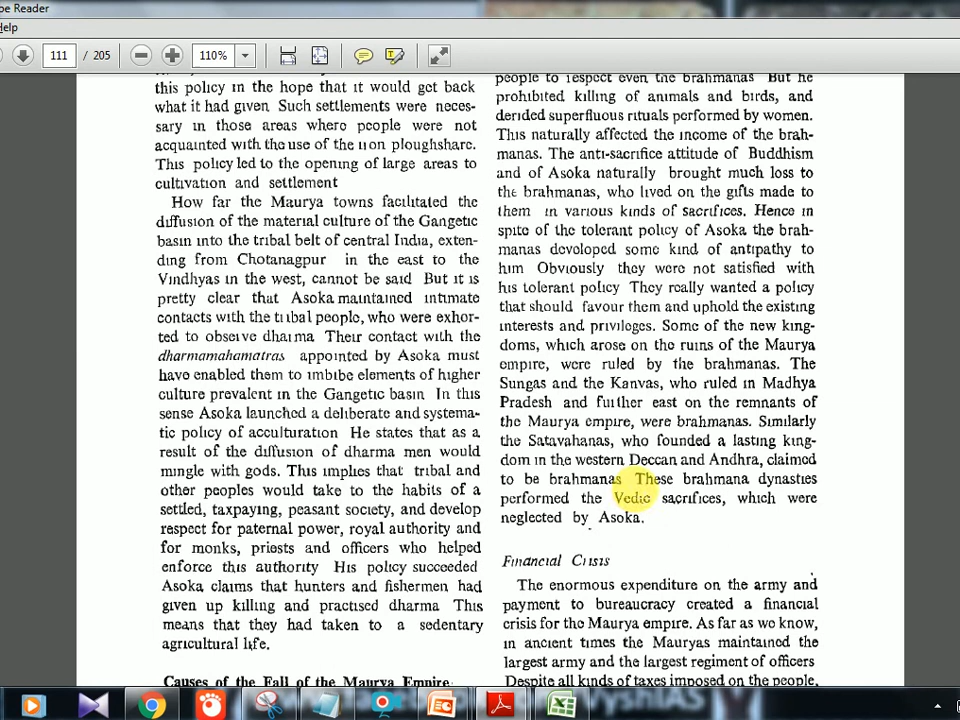 be Reader
Help
111 / 205
110%
this policy in the hope that it would get back
what it had given Such settlements were neces-
sary in those areas where people were not
acquainted with the use of the iron ploughshare.
This policy led to the opening of large areas to
cultivation and settlement
How far the Maurya towns facilitated the
diffusion of the material culture of the Gangetic
basin into the tribal belt of central India, exten-
ding from Chotanagpur in the east to the
Vindhyas in the west, cannot be said But it is
pretty clear that Asoka maintained intimate
contacts with the tribal people, who were exhor-
ted to observe dharma Their contact with the
dharmamahamatras appointed by Asoka must
have enabled them to imbibe elements of higher
culture prevalent in the Gangetic basin In this
sense Asoka launched a deliberate and systema-
tic policy of acculturation He states that as a
result of the diffusion of dharma men would
mingle with gods. This implies that tribal and
other peoples would take to the habits of a
settled, taxpaying, peasant society, and develop
respect for paternal power, royal authority and
for monks, priests and officers who helped
enforce this authority His policy succeeded
Asoka claims that hunters and fishermen had
given up killing and practised dharma This
means that they had taken to a sedentary
agricultural life.
Causes of the Fall of the Maurya Empire
people to respect even the brahmanas But he
prohibited killing of animals and birds, and
derided superfluous rituals performed by women.
This naturally affected the income of the brah-
manas. The anti-sacrifice attitude of Buddhism
and of Asoka naturally brought much loss to
the brahmanas, who lived on the gifts made to
them in various kinds of sacrifices. Hence in
spite of the tolerant policy of Asoka the brah-
manas developed some kind of antipathy to
him Obviously they were not satisfied with
his tolerant policy They really wanted a policy
that should favour them and uphold the existing
interests and privileges. Some of the new king-
doms, which arose on the ruins of the Maurya
empire, were ruled by the brahmanas. The
Sungas and the Kanvas, who ruled in Madhya
Pradesh and further east on the remnants of
the Maurya empire, were brahmanas. Similarly
the Satavahanas, who founded a lasting king-
dom in the western Deccan and Andhra, claimed
to be brahmanas These brahmana dynasties
performed the Vedic sacrifices, which were
neglected by Asoka.
Financial Crisis
The enormous expenditure on the army and
payment to bureaucracy created a financial
crisis for the Maurya empire. As far as we know,
in ancient times the Mauryas maintained the
largest army and the largest regiment of officers
Despite all kinds of taxes imposed on the people,